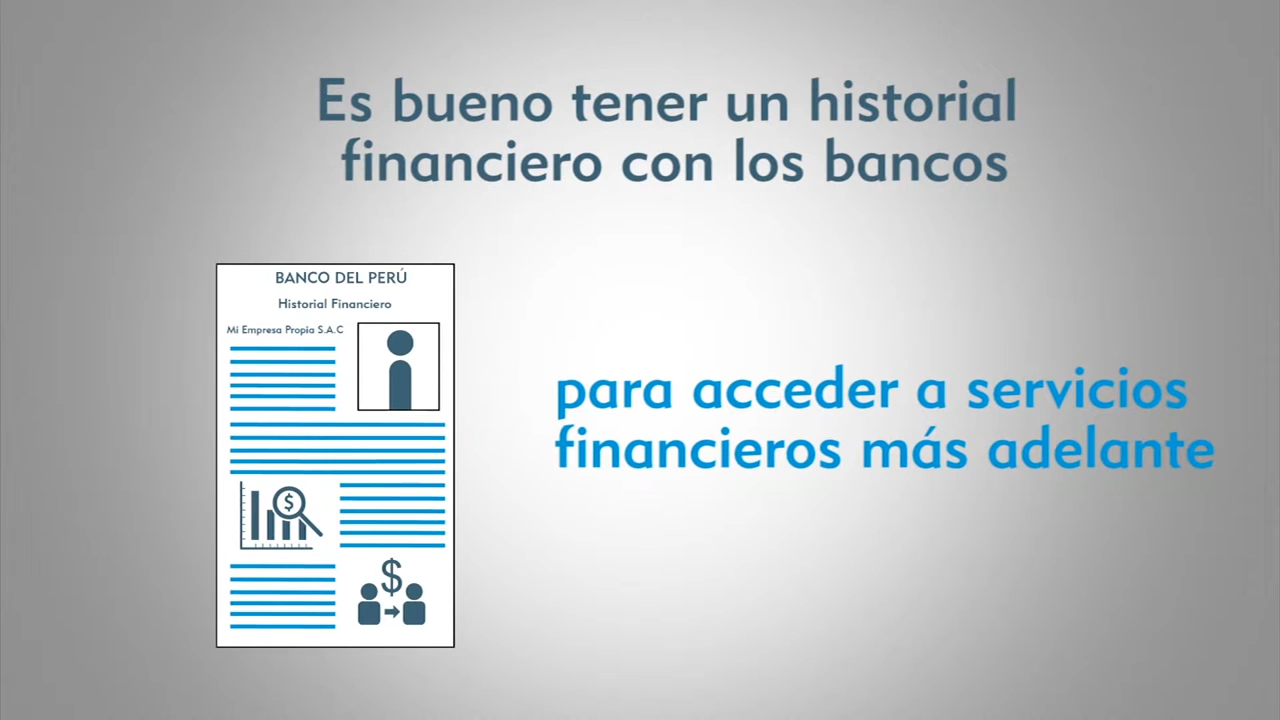 Es bueno tener un historial
financiero con los bancos
BANCO DEL PERÚ
Historial Financiero
Mi Empresa Propia S.A.C
$
$
para acceder a servicios
financieros más adelante